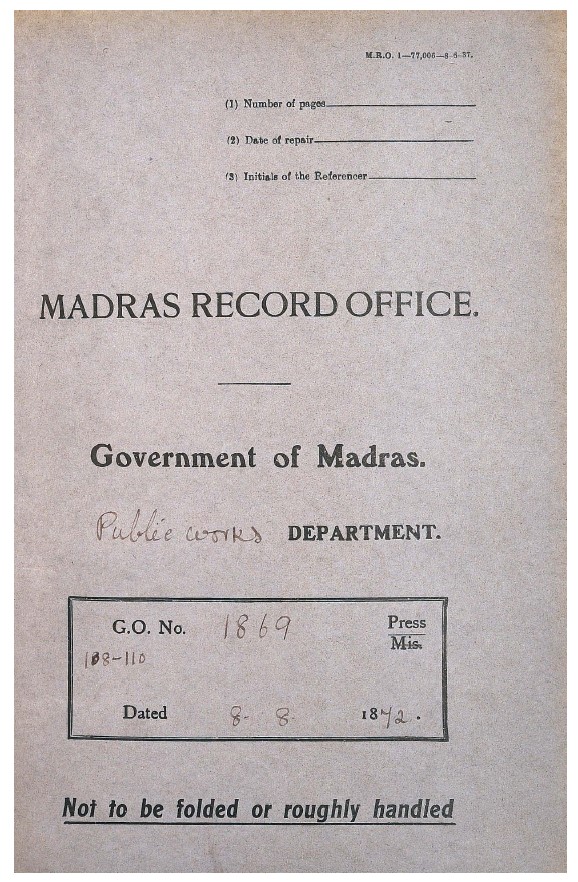 M.R.O. 1—77,006—8-6-37.
(1) Number of pages
(2) Date of repair
(3) Initials of the Referencer
MADRAS RECORD OFFICE.
Government of Madras.
Public works DEPARTMENT.
G.O. No. 1869 Press
Mis.
108-110
Dated 8- 8- 1872.
Not to be folded or roughly handled